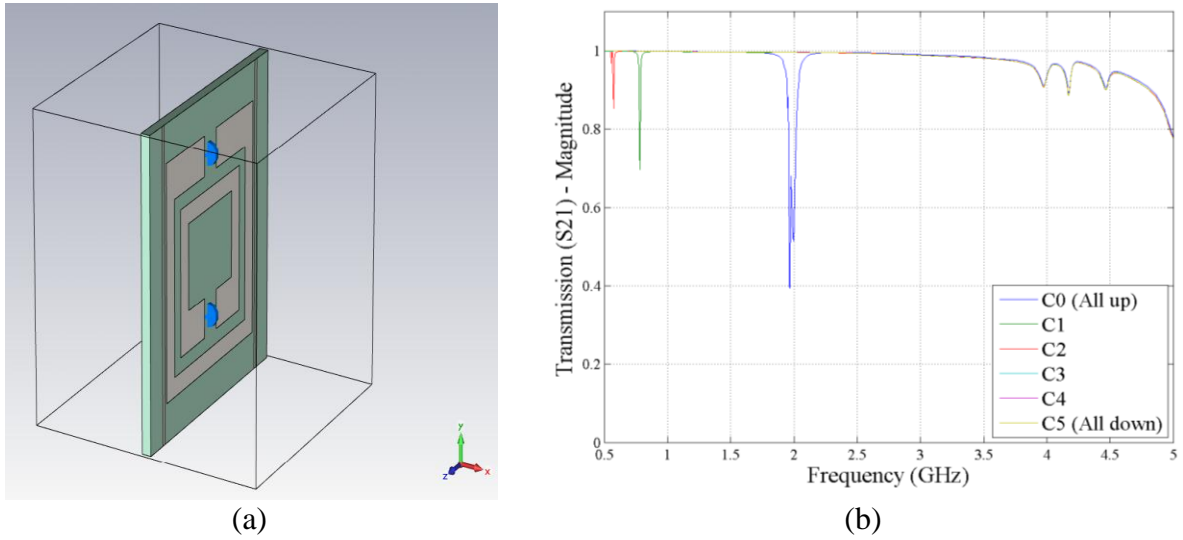 y
x
z
(a)
Transmission (S21) - Magnitude
1
0.8
0.6
0.4
0.2
0
0.5
1
1.5
2
2.5
3
3.5
4
4.5
5
Frequency (GHz)
C0 (All up)
C1
C2
C3
C4
C5 (All down)
(b)